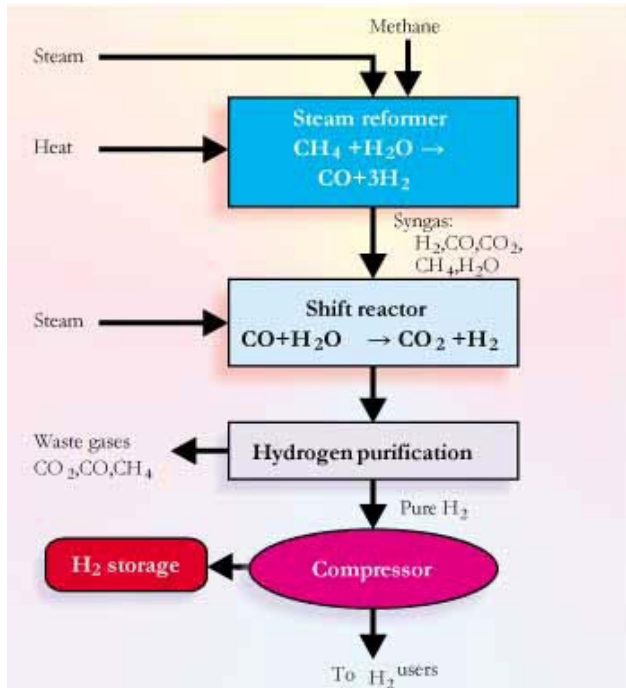 Methane
Steam
Steam reformer
CH₄ +H₂O →
CO+3H₂
Heat
Syngas:
H₂,CO,CO₂,
CH₄,H₂O
Shift reactor
CO+H₂O → CO₂ +H₂
Steam
Hydrogen purification
Waste gases
CO₂,CO,CH₄
Pure H₂
Compressor
H₂ storage
To H₂ users